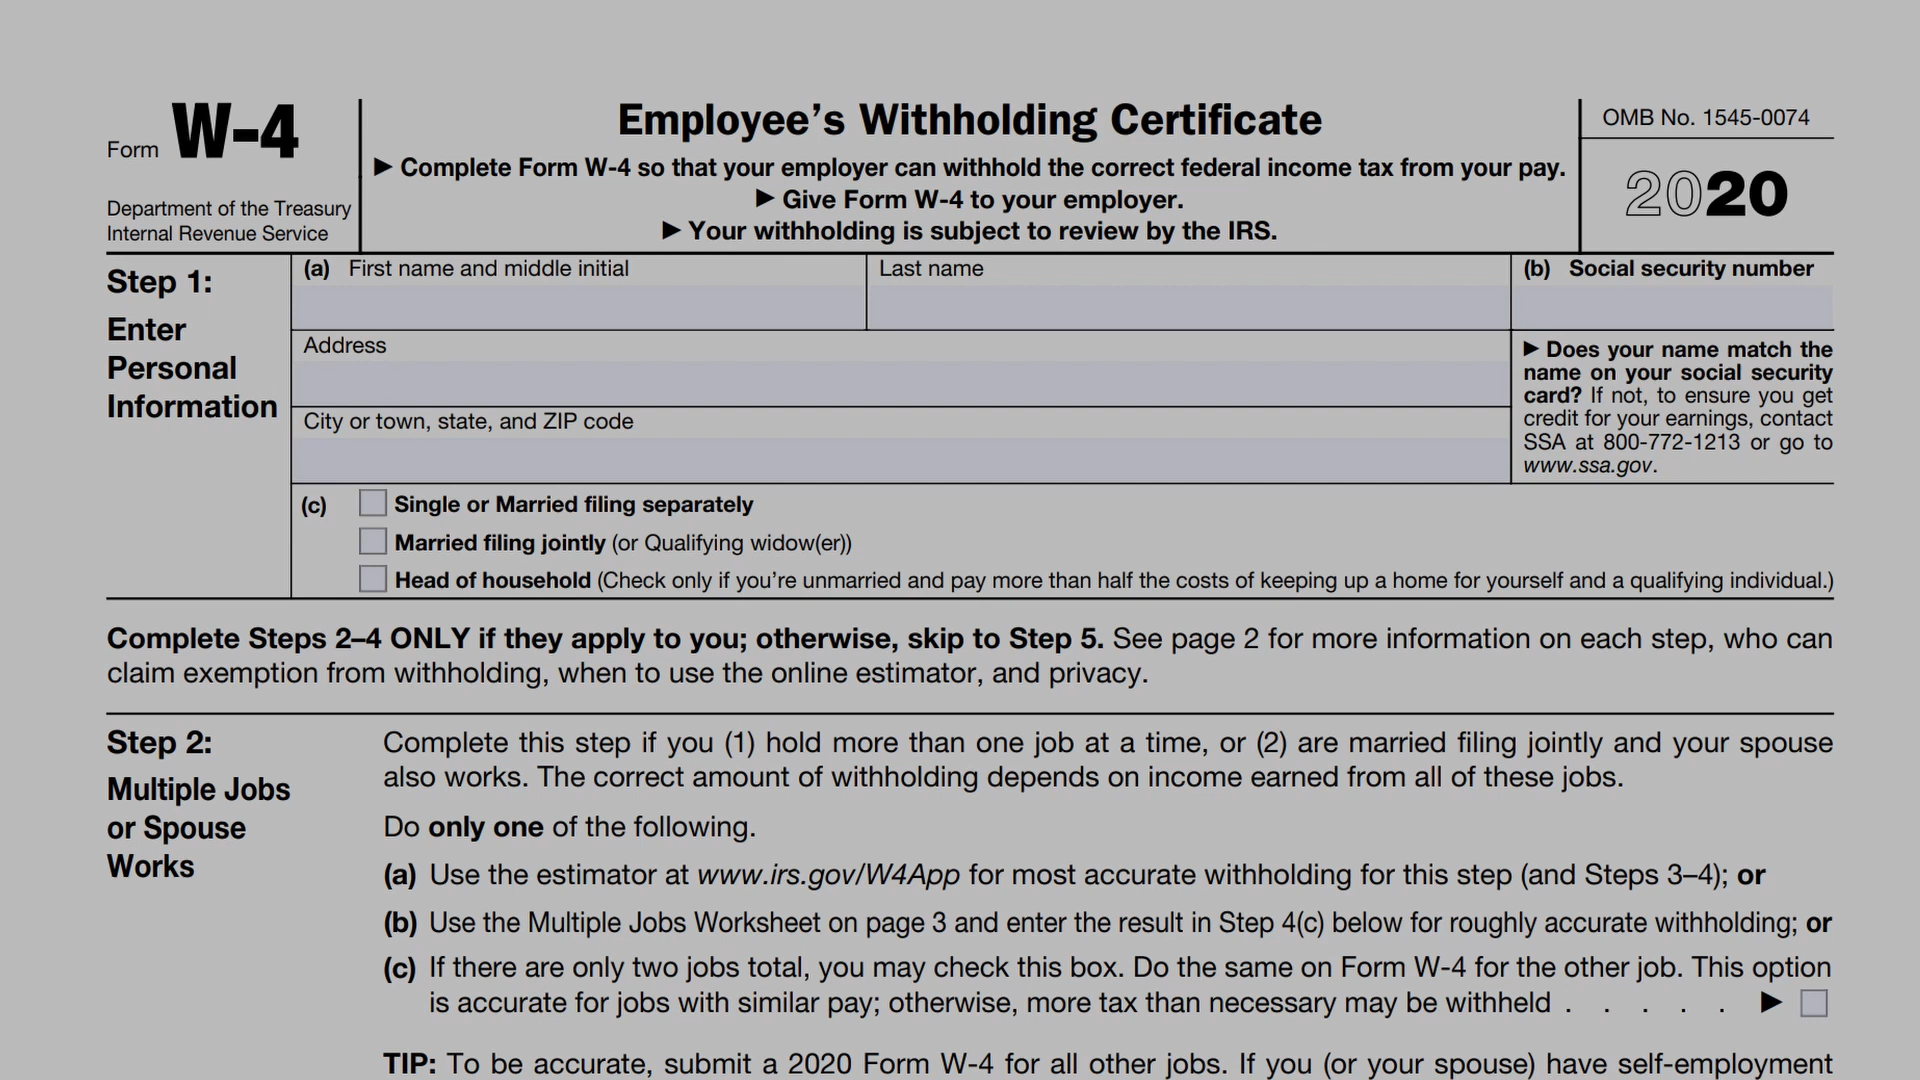 Form W-4
Department of the Treasury
Internal Revenue Service
Employee's Withholding Certificate
▶ Complete Form W-4 so that your employer can withhold the correct federal income tax from your pay.
▶ Give Form W-4 to your employer.
▶ Your withholding is subject to review by the IRS.
OMB No. 1545-0074
2020
Step 1:
Enter
Personal
Information
(a) First name and middle initial
Last name
(b) Social security number
Address
City or town, state, and ZIP code
▶ Does your name match the
name on your social security
card? If not, to ensure you get
credit for your earnings, contact
SSA at 800-772-1213 or go to
www.ssa.gov.
(c) Single or Married filing separately
Married filing jointly (or Qualifying widow(er))
Head of household (Check only if you're unmarried and pay more than half the costs of keeping up a home for yourself and a qualifying individual.)
Complete Steps 2–4 ONLY if they apply to you; otherwise, skip to Step 5. See page 2 for more information on each step, who can
claim exemption from withholding, when to use the online estimator, and privacy.
Step 2:
Multiple Jobs
or Spouse
Works
Complete this step if you (1) hold more than one job at a time, or (2) are married filing jointly and your spouse
also works. The correct amount of withholding depends on income earned from all of these jobs.
Do only one of the following.
(a) Use the estimator at www.irs.gov/W4App for most accurate withholding for this step (and Steps 3–4); or
(b) Use the Multiple Jobs Worksheet on page 3 and enter the result in Step 4(c) below for roughly accurate withholding; or
(c) If there are only two jobs total, you may check this box. Do the same on Form W-4 for the other job. This option
is accurate for jobs with similar pay; otherwise, more tax than necessary may be withheld . . . . . ▶
TIP: To be accurate, submit a 2020 Form W-4 for all other jobs. If you (or your spouse) have self-employment